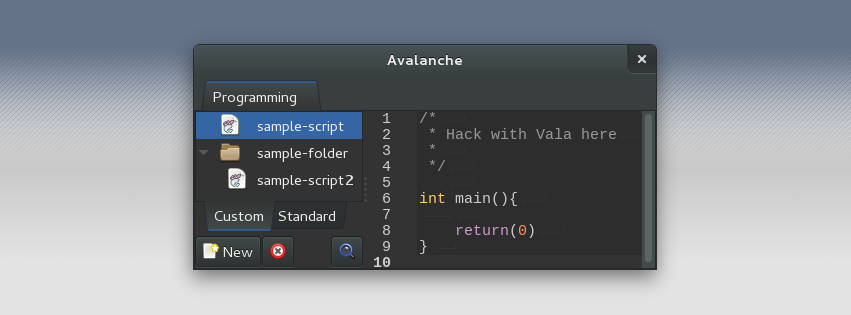 Avalanche
Programming
sample-script
sample-folder
sample-script2
Custom
Standard
New
1 /*
2  * Hack with Vala here
3  *
4  */
5
6 int main(){
7
8     return(0)
9 }
10